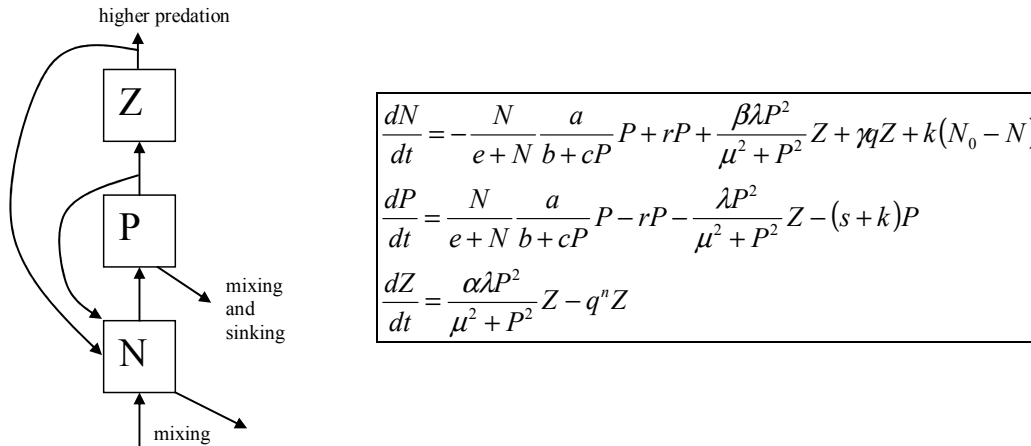 higher predation
Z
P
mixing
and
sinking
N
mixing
dN/dt = - N/(e + N) a/(b + cP) P + rP + βλP²/(μ² + P²) Z + γqZ + k(N₀ - N)
dP/dt = N/(e + N) a/(b + cP) P - rP - λP²/(μ² + P²) Z - (s + k)P
dZ/dt = αλP²/(μ² + P²) Z - qⁿZ